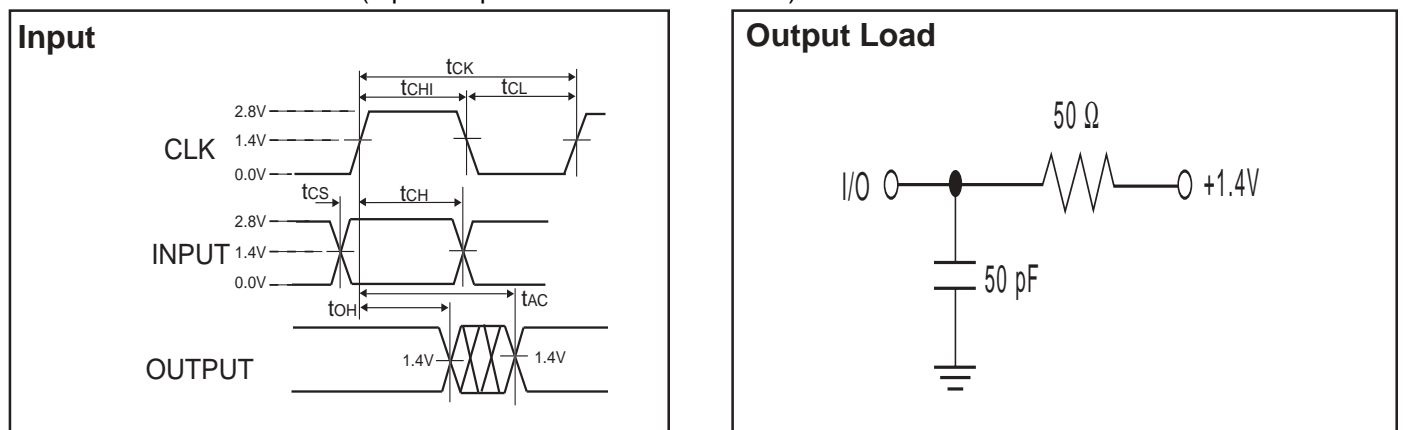 Input
tCK
tCHI
tCL
2.8V
CLK
1.4V
0.0V
tCS
tCH
2.8V
INPUT
1.4V
0.0V
tOH
tAC
OUTPUT
1.4V
1.4V
Output Load
50 Ω
I/O
+1.4V
50 pF